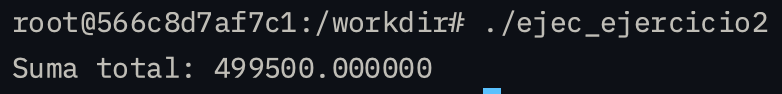 root@566c8d7af7c1:/workdir# ./ejec_ejercicio2
Suma total: 499500.000000